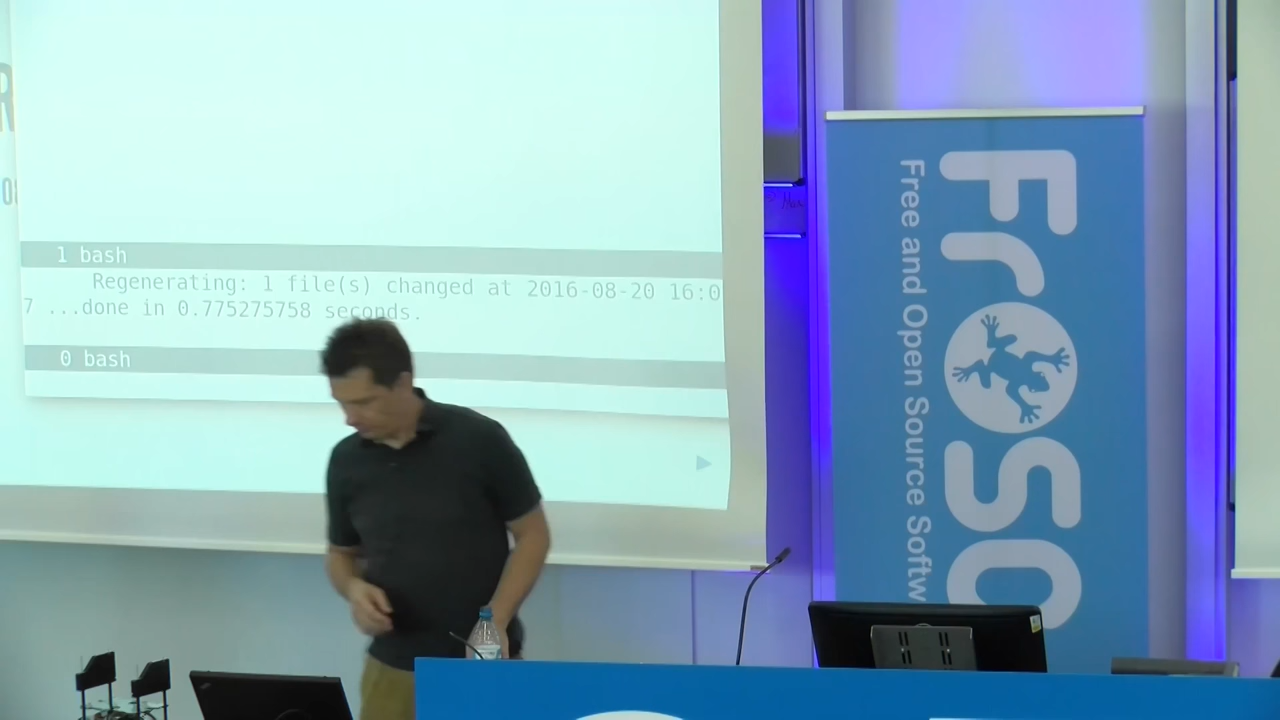 1 bash
Regenerating: 1 file(s) changed at 2016-08-20 16:0
7 ...done in 0.775275758 seconds.
0 bash
FrOSC
Free and Open Source Softw